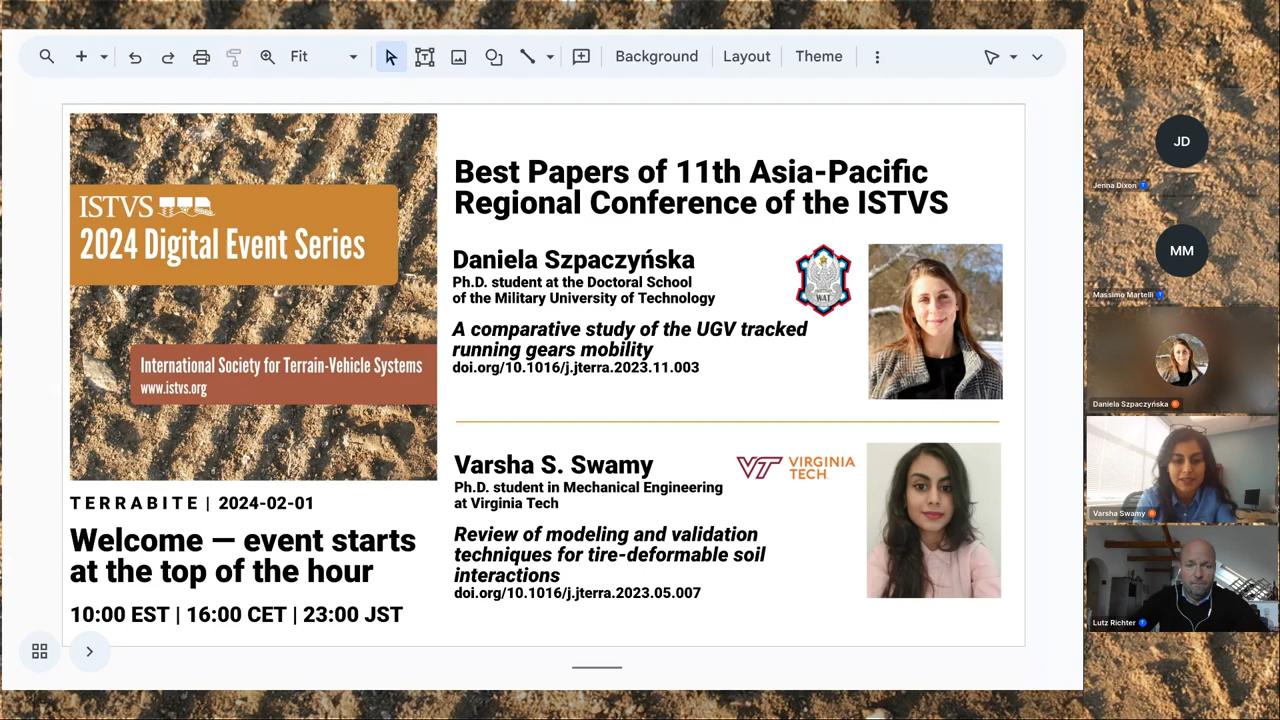 Fit
Background
Layout
Theme
ISTVS
2024 Digital Event Series
International Society for Terrain-Vehicle Systems
www.istvs.org
TERRABITE | 2024-02-01
Welcome — event starts
at the top of the hour
10:00 EST | 16:00 CET | 23:00 JST
Best Papers of 11th Asia-Pacific
Regional Conference of the ISTVS
Daniela Szpaczyńska
Ph.D. student at the Doctoral School
of the Military University of Technology
WAT
A comparative study of the UGV tracked
running gears mobility
doi.org/10.1016/j.jterra.2023.11.003
Varsha S. Swamy
Ph.D. student in Mechanical Engineering
at Virginia Tech
VT VIRGINIA
TECH
Review of modeling and validation
techniques for tire-deformable soil
interactions
doi.org/10.1016/j.jterra.2023.05.007
JD
Jenna Dixon
MM
Massimo Martelli
Daniela Szpaczyńska
Varsha Swamy
Lutz Richter